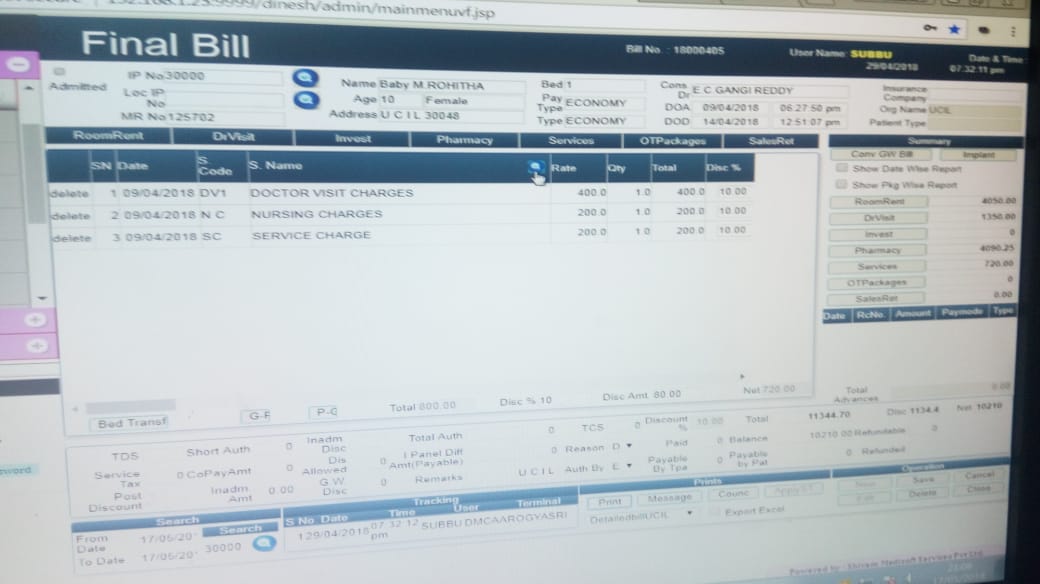 192.168.1.23:9999/dinesh/admin/mainmenuvf.jsp
Final Bill
Bill No. : 18000405
User Name: SUBBU
Date & Time
29/04/2018
07:32:11 pm
Admitted
IP No 30000
Loc IP No
MR No 125702
Name Baby M.ROHITHA
Age 10 Female
Address U C I L 30048
Bed 1
Pay Type ECONOMY
Type ECONOMY
Cons Dr E C GANGI REDDY
DOA 09/04/2018 06:27:50 pm
DOD 14/04/2018 12:51:07 pm
Insurance Company
Org Name UCIL
Patient Type
RoomRent DrVisit Invest Pharmacy Services OTPackages SalesRet
SN Date S. Code S. Name Rate Qty Total Disc %
delete 1 09/04/2018 DV1 DOCTOR VISIT CHARGES 400.0 1.0 400.0 10.00
delete 2 09/04/2018 N C NURSING CHARGES 200.0 1.0 200.0 10.00
delete 3 09/04/2018 SC SERVICE CHARGE 200.0 1.0 200.0 10.00
Summary
Conv GW Bill Implant
Show Date Wise Report
Show Pkg Wise Report
RoomRent 4050.00
DrVisit 1350.00
Invest 0
Pharmacy 4090.25
Services 720.00
OTPackages 0
SalesRet 0.00
Date RcNo. Amount Paymode Type
Total Advances 0.00
Total 800.00 Disc % 10 Disc Amt 80.00 Net 720.00
Bed Transf G-F P-G
TDS
Service Tax 0
Post Discount
Short Auth 0
CoPayAmt 0
Inadm Amt 0.00
Inadm Disc
Dis Allowed 0
G.W. Disc 0
Total Auth 0
( Panel Diff Amt(Payable) 0
Remarks U C I L
TCS 0
Reason D
Auth By E
Discount % 10.00
Paid 0
Payable By Tpa 0
Total 11344.70 Disc 1134.4 Net 10210
Balance 10210.00 Refundable 0
Payable by Pat 0 Refunded
Search
From Date 17/05/20
To Date 17/05/20
Search
30000
Tracking
S No Date Time User Terminal
1 29/04/2018 07:32:12 pm SUBBU DMCAAROGYASRI
Prints
Print Message Counc
DetailedbillUCIL Export Excel
Operation
New Save Cancel
Edit Delete Close
Powered by : Shivam Medisoft Services Pvt Ltd